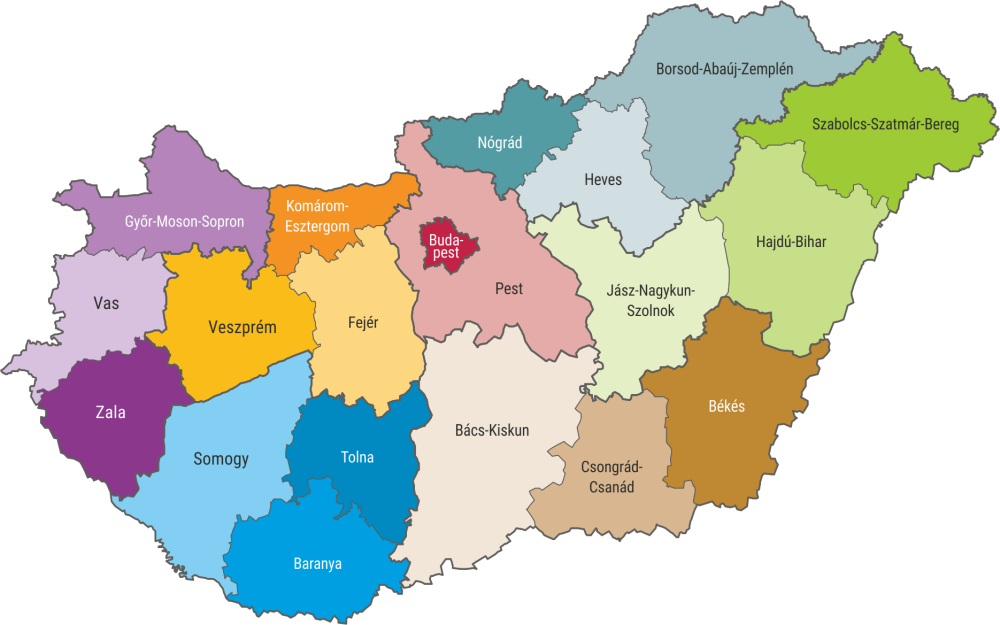 Borsod-Abaúj-Zemplén
Szabolcs-Szatmár-Bereg
Nógrád
Heves
Komárom-
Esztergom
Győr-Moson-Sopron
Buda-
pest
Hajdú-Bihar
Pest
Jász-Nagykun-
Szolnok
Vas
Veszprém
Fejér
Zala
Békés
Bács-Kiskun
Somogy
Tolna
Csongrád-
Csanád
Baranya